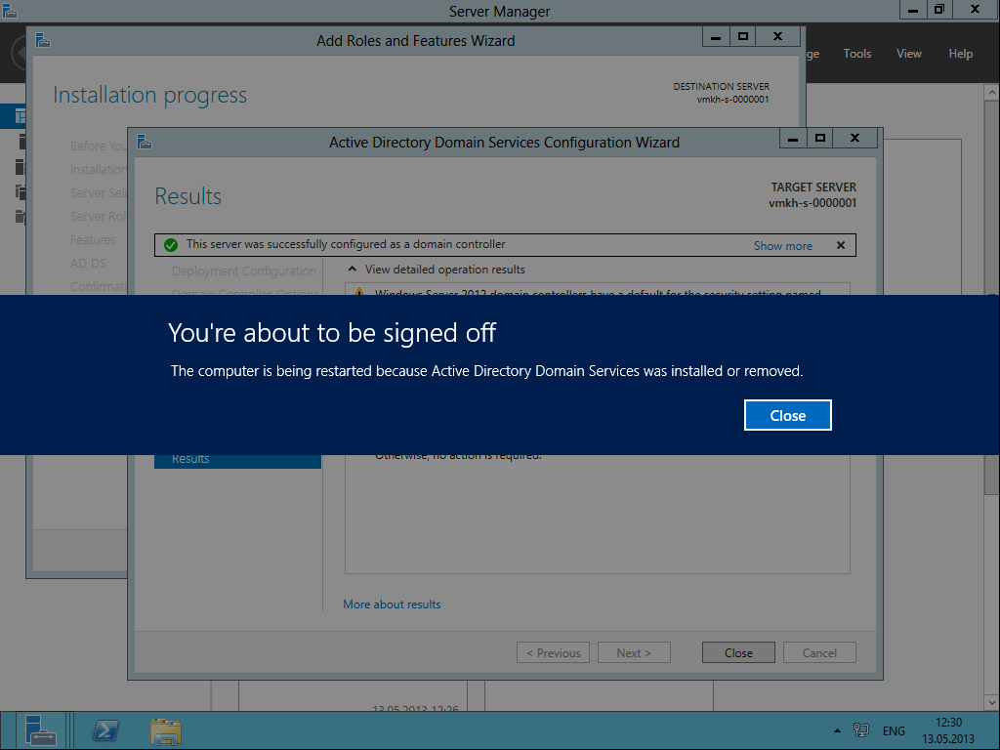 Server Manager
Add Roles and Features Wizard
Tools
View
Help
Installation progress
DESTINATION SERVER
vmkh-s-0000001
Before You
Installation
Server
Server
Features
AD DS
Active Directory Domain Services Configuration Wizard
Results
TARGET SERVER
vmkh-s-0000001
This server was successfully configured as a domain controller
Show more
Deployment Configuration
Domain Controller Options
View detailed operation results
Windows Server 2012 domain controllers have a default for the security setting named
You're about to be signed off
The computer is being restarted because Active Directory Domain Services was installed or removed.
Close
Results
Otherwise, no action is required.
More about results
< Previous
Next >
Close
Cancel
13.05.2013 12:26
ENG
12:30
13.05.2013